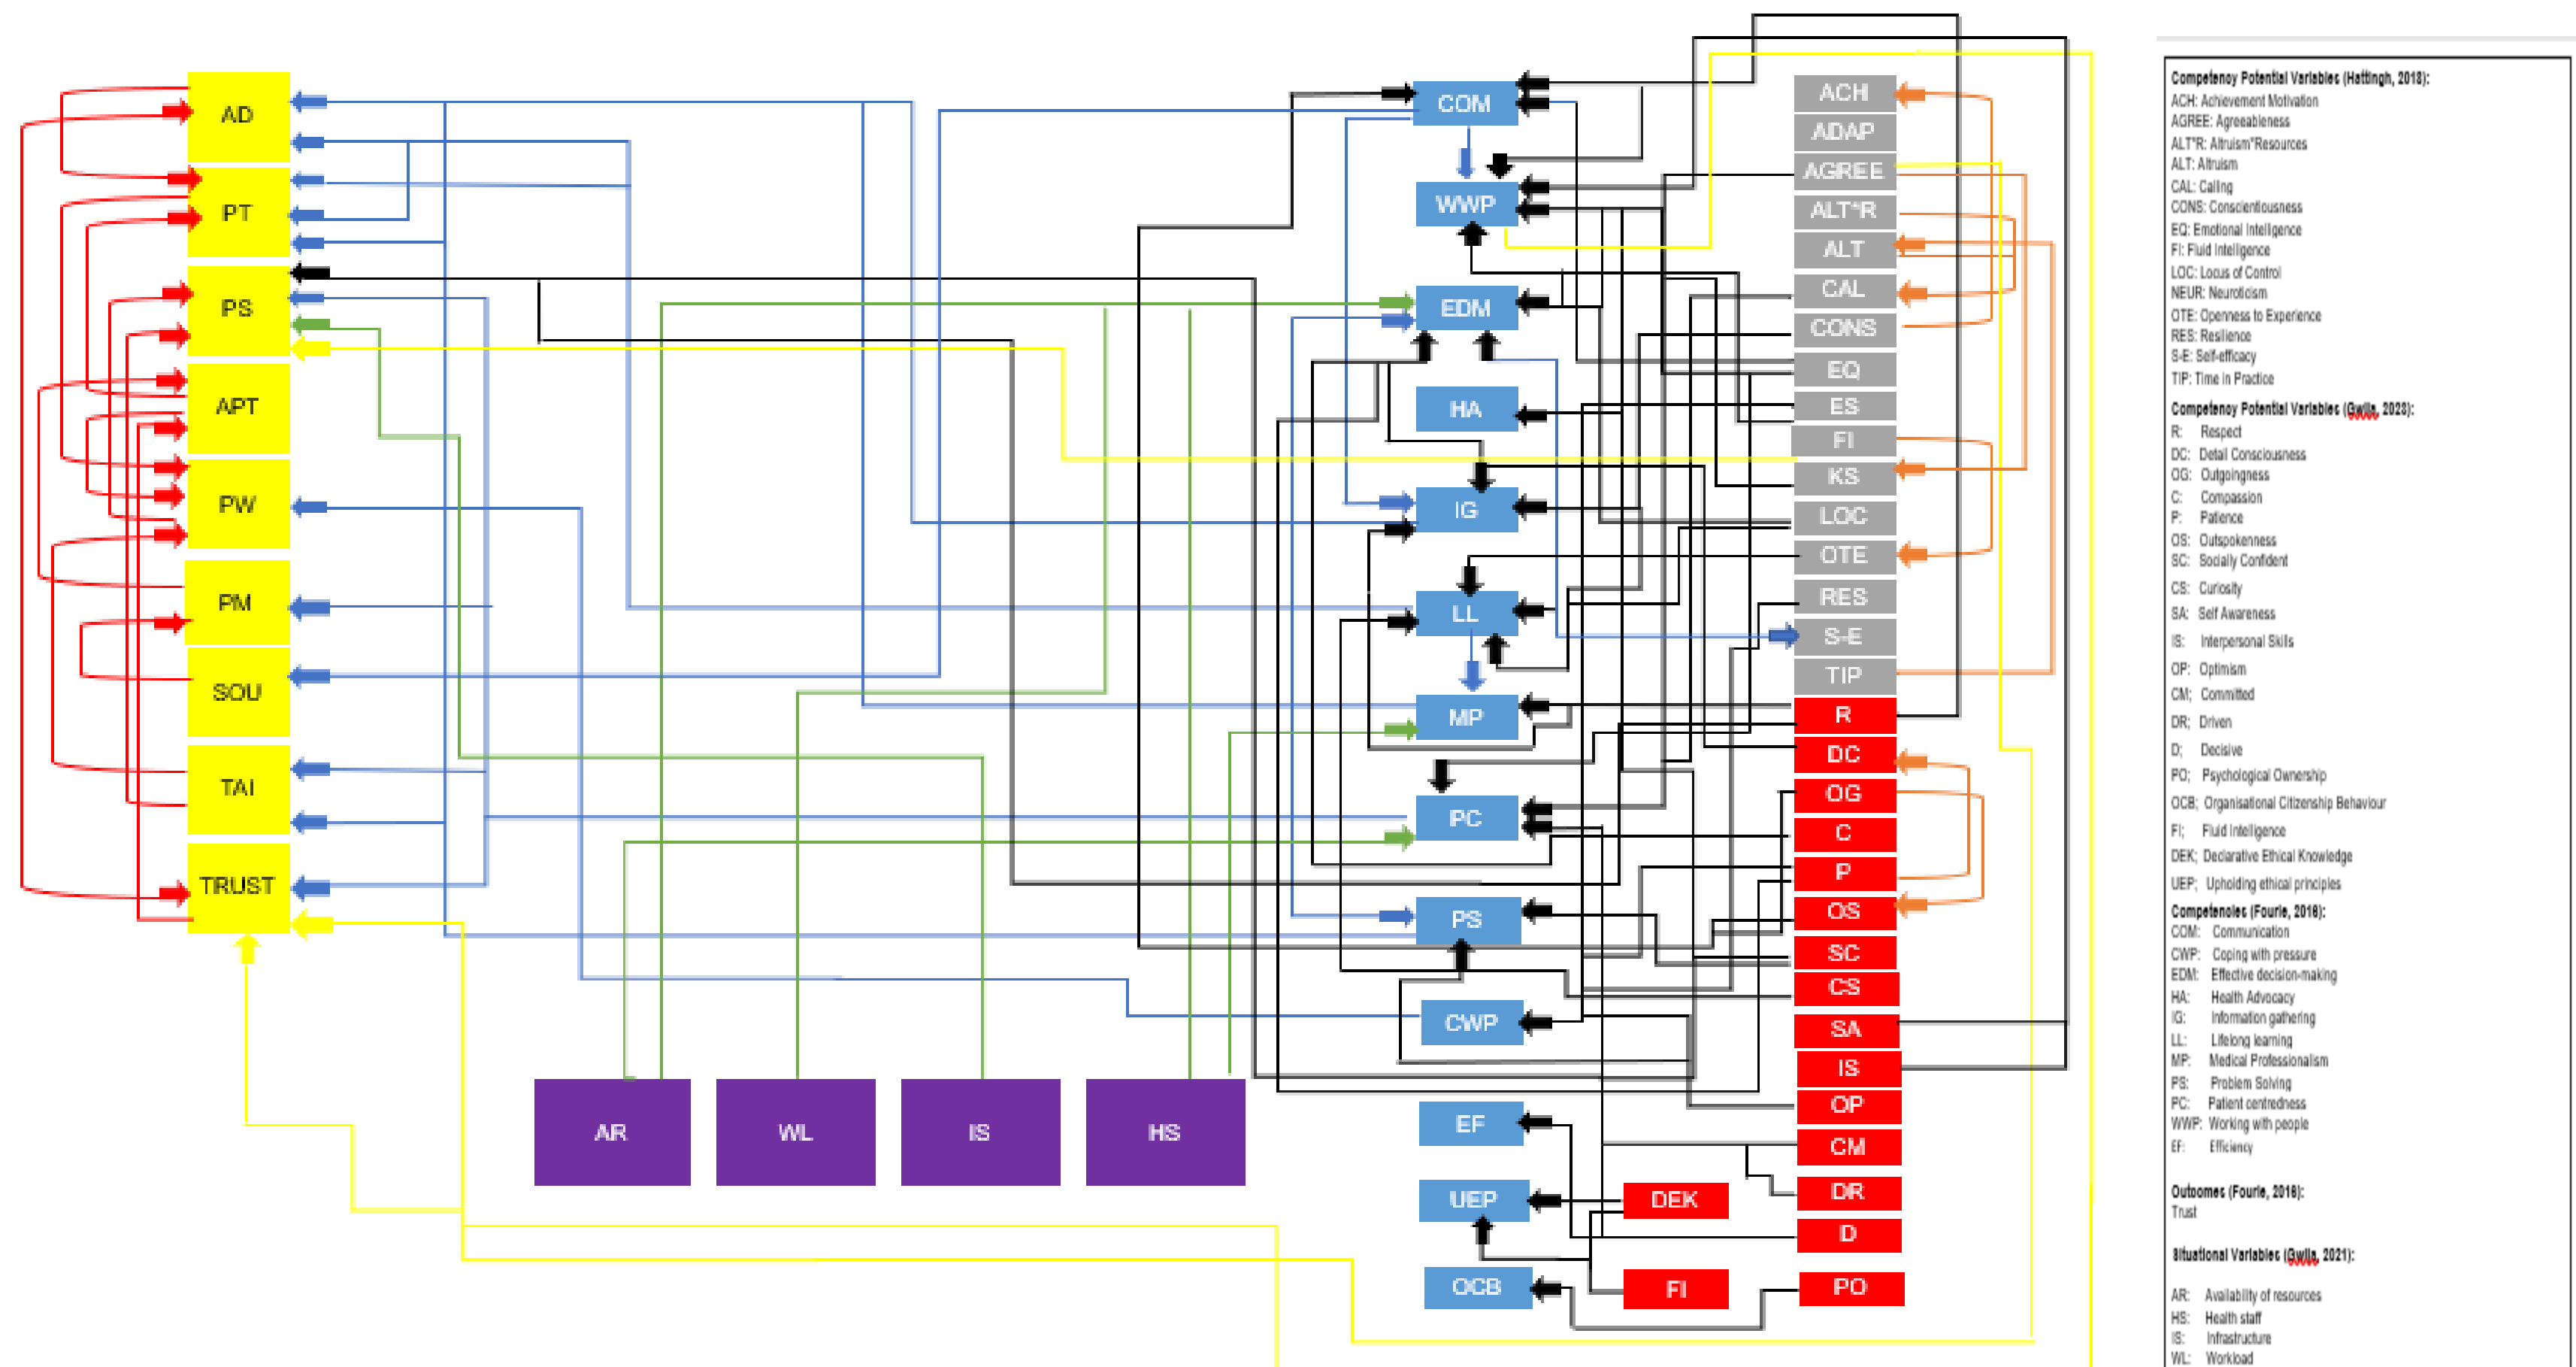 AD
PT
PS
APT
PW
PM
SOU
TAI
TRUST
AR
WL
IS
HS
COM
WWP
EDM
HA
IG
LL
MP
PC
PS
CWP
EF
UEP
OCB
DEK
FI
ACH
ADAP
AGREE
ALT*R
ALT
CAL
CONS
EQ
ES
FI
KS
LOC
OTE
RES
S-E
TIP
R
DC
OG
C
P
OS
SC
CS
SA
IS
OP
CM
DR
D
PO
Competency Potential Variables (Hattingh, 2018):
ACH: Achievement Motivation
AGREE: Agreeableness
ALT*R: Altruism*Resources
ALT: Altruism
CAL: Calling
CONS: Conscientiousness
EQ: Emotional Intelligence
FI: Fluid Intelligence
LOC: Locus of Control
NEUR: Neuroticism
OTE: Openness to Experience
RES: Resilience
S-E: Self-efficacy
TIP: Time in Practice
Competency Potential Variables (Gwija, 2023):
R: Respect
DC: Detail Consciousness
OG: Outgoingness
C: Compassion
P: Patience
OS: Outspokenness
SC: Socially Confident
CS: Curiosity
SA: Self Awareness
IS: Interpersonal Skills
OP: Optimism
CM; Committed
DR; Driven
D; Decisive
PO; Psychological Ownership
OCB; Organisational Citizenship Behaviour
FI; Fluid Intelligence
DEK; Declarative Ethical Knowledge
UEP; Upholding ethical principles
Competencies (Fourie, 2016):
COM: Communication
CWP: Coping with pressure
EDM: Effective decision-making
HA: Health Advocacy
IG: Information gathering
LL: Lifelong learning
MP: Medical Professionalism
PS: Problem Solving
PC: Patient centredness
WWP: Working with people
EF: Efficiency
Outcomes (Fourie, 2016):
Trust
Situational Variables (Gwija, 2021):
AR: Availability of resources
HS: Health staff
IS: Infrastructure
WL: Workload